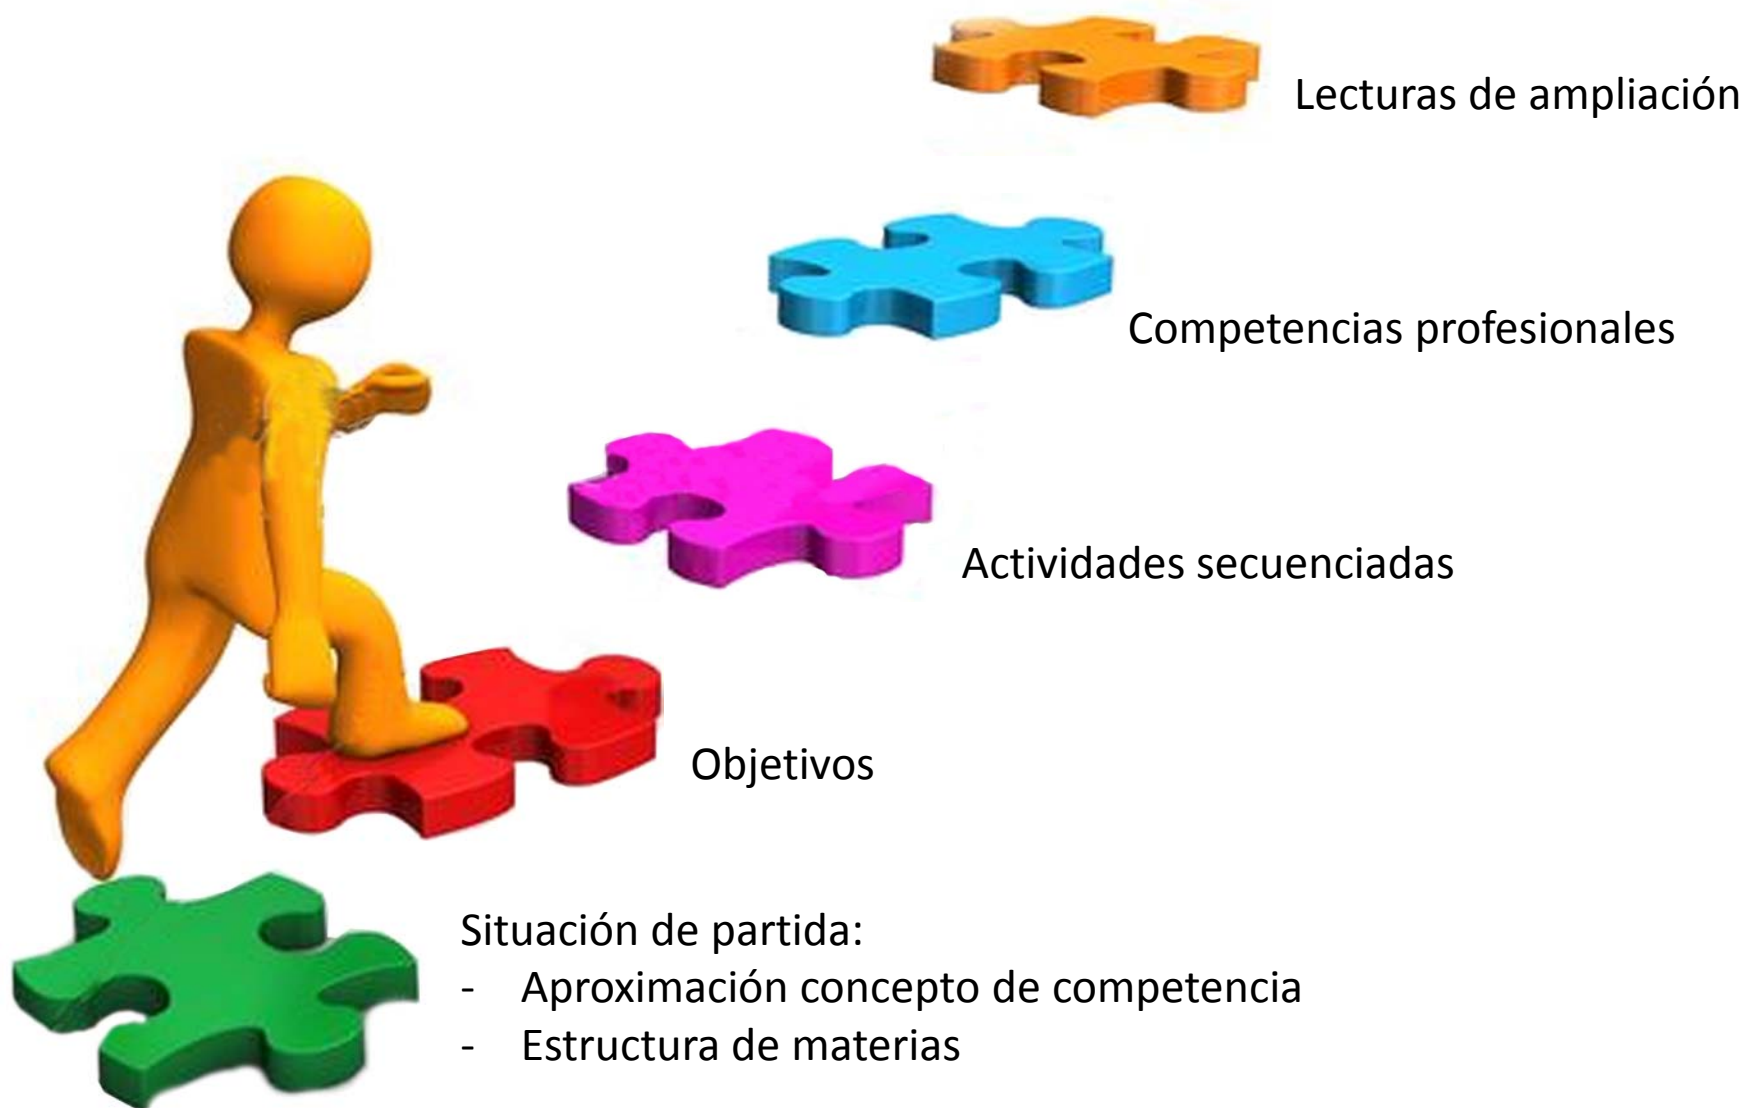 Lecturas de ampliación
Competencias profesionales
Actividades secuenciadas
Objetivos
Situación de partida:
- Aproximación concepto de competencia
- Estructura de materias